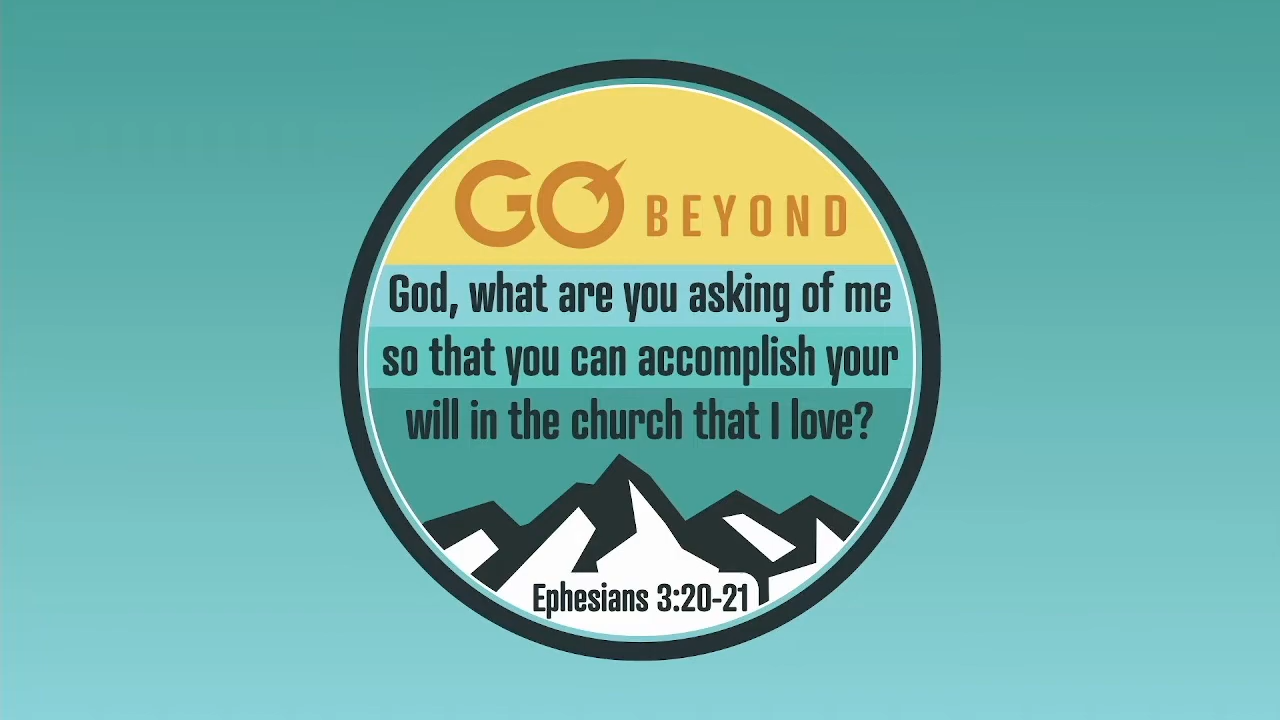 GO BEYOND
God, what are you asking of me
so that you can accomplish your
will in the church that I love?
Ephesians 3:20-21